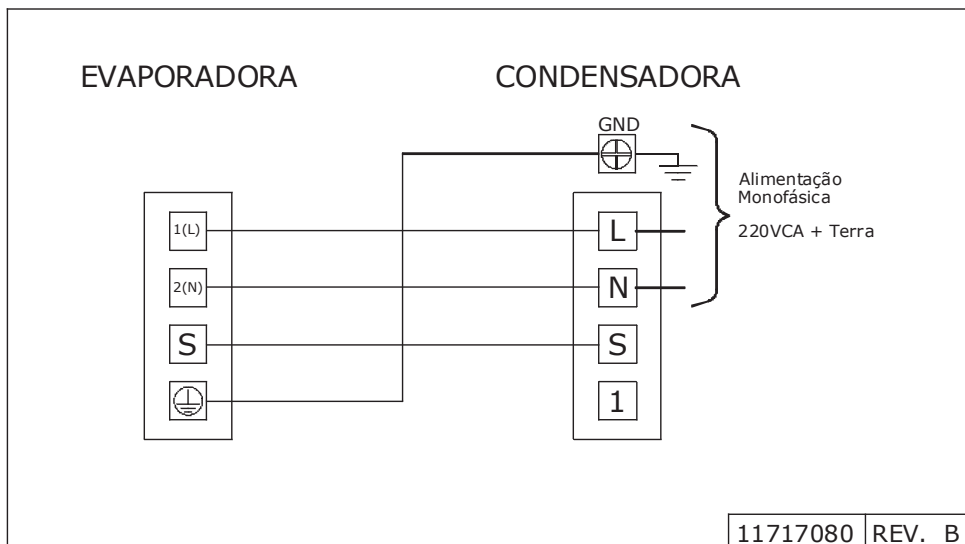 EVAPORADORA
CONDENSADORA
GND
Alimentação
Monofásica
220VCA + Terra
1(L)
2(N)
S
L
N
S
1
11717080 REV. B